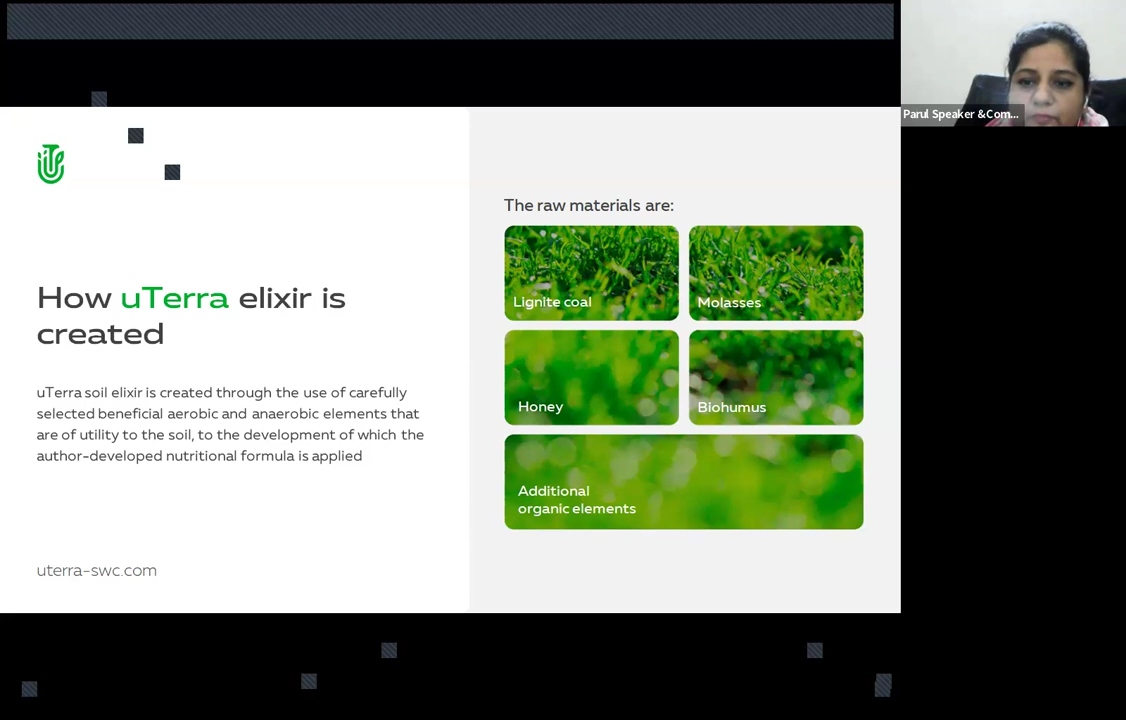 Parul Speaker &Com...
How uTerra elixir is
created
uTerra soil elixir is created through the use of carefully
selected beneficial aerobic and anaerobic elements that
are of utility to the soil, to the development of which the
author-developed nutritional formula is applied
uterra-swc.com
The raw materials are:
Lignite coal
Molasses
Honey
Biohumus
Additional
organic elements